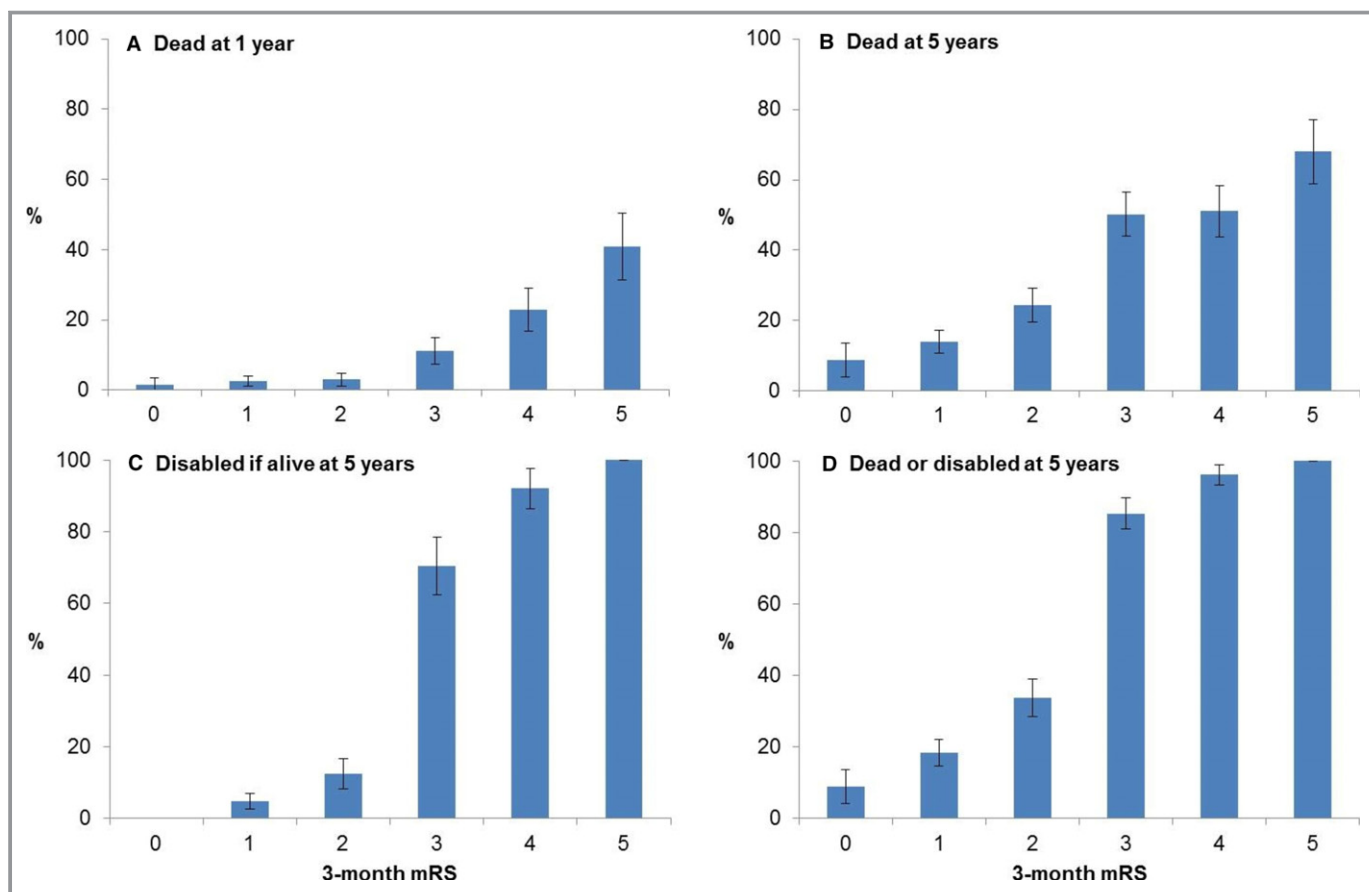 A Dead at 1 year
100
80
60
%
40
20
0
0 1 2 3 4 5
B Dead at 5 years
100
80
60
%
40
20
0
0 1 2 3 4 5
C Disabled if alive at 5 years
100
80
60
%
40
20
0
0 1 2 3 4 5
3-month mRS
D Dead or disabled at 5 years
100
80
60
%
40
20
0
0 1 2 3 4 5
3-month mRS